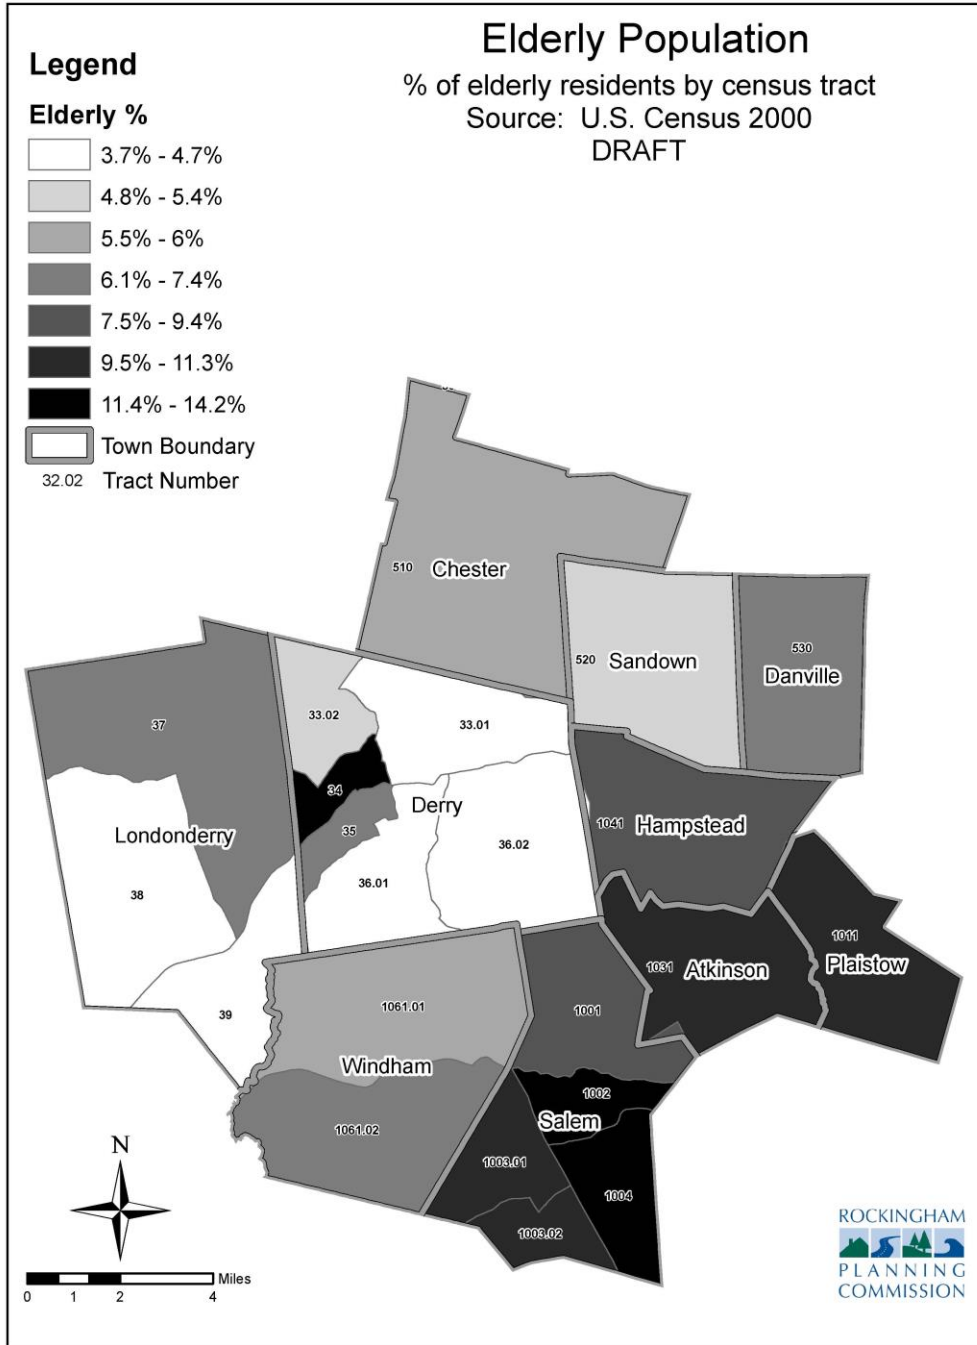 Elderly Population
% of elderly residents by census tract
Source: U.S. Census 2000
DRAFT
Legend
Elderly %
3.7% - 4.7%
4.8% - 5.4%
5.5% - 6%
6.1% - 7.4%
7.5% - 9.4%
9.5% - 11.3%
11.4% - 14.2%
Town Boundary
32.02 Tract Number
510 Chester
520 Sandown
530
Danville
37
33.02
33.01
34
Derry
35
Londonderry
36.02
36.01
38
1041 Hampstead
1011
Plaistow
1031 Atkinson
39
1061.01
1001
Windham
1002
Salem
1061.02
1003.01
1004
1003.02
N
Miles
0 1 2 4
ROCKINGHAM
PLANNING
COMMISSION